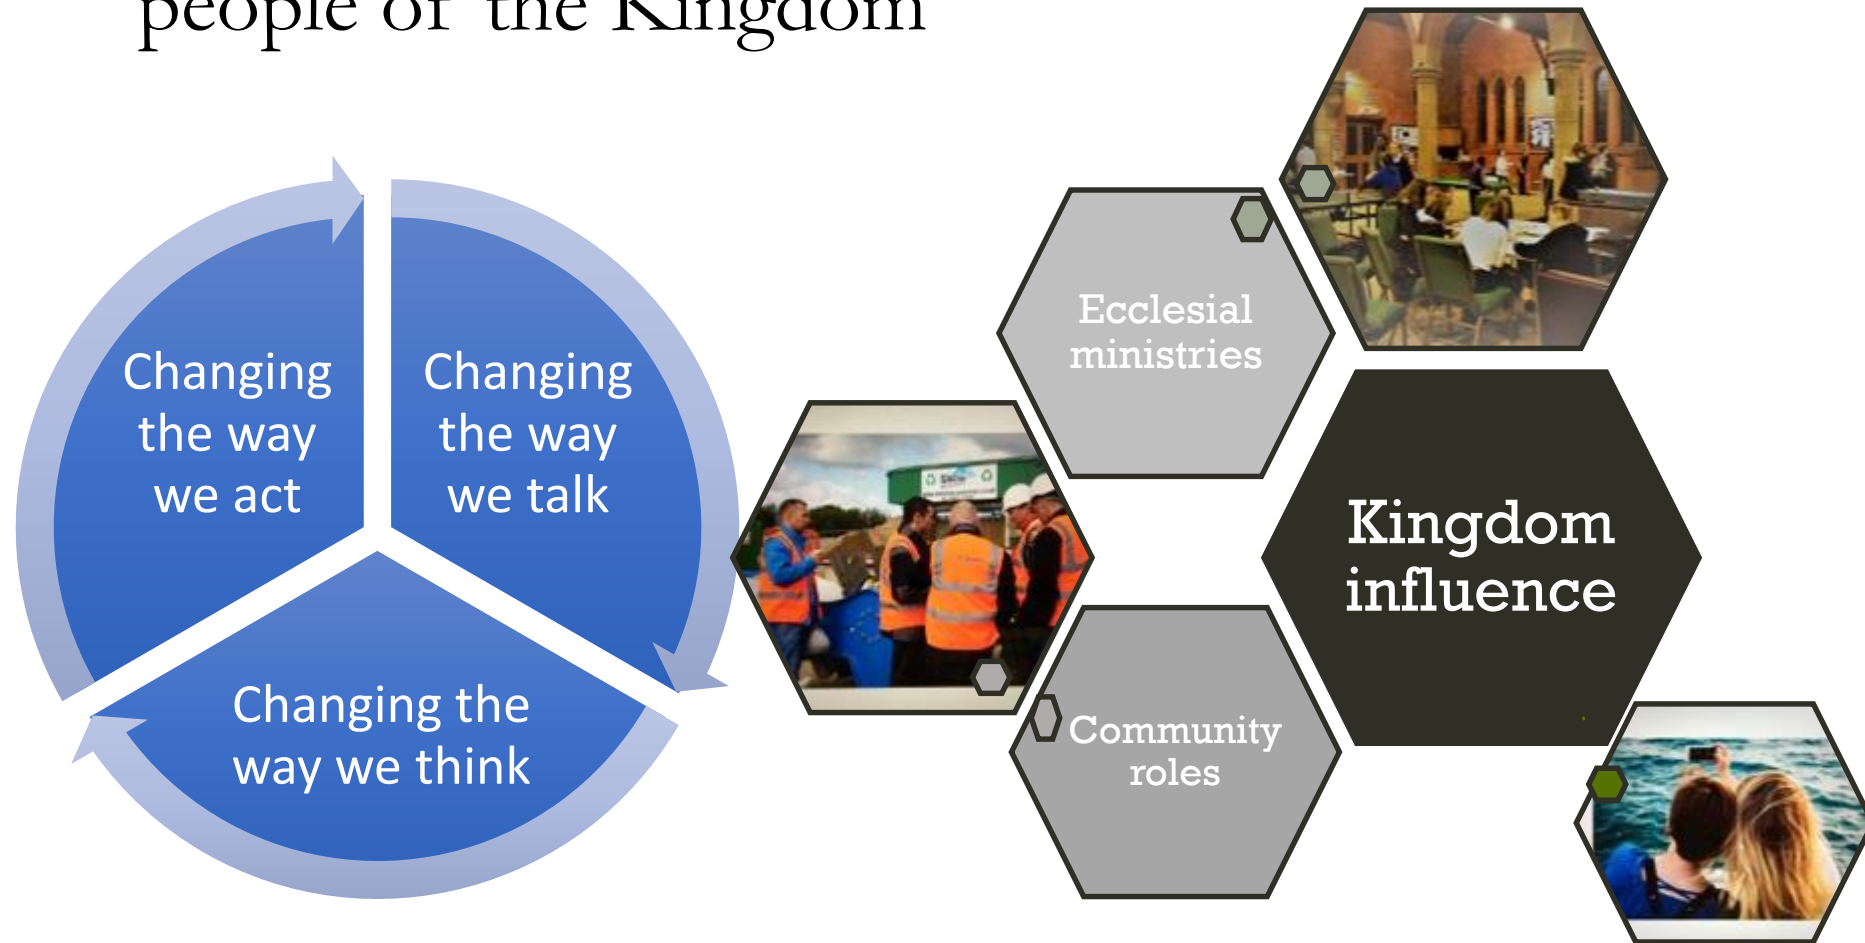 people of the Kingdom
Changing
the way
we act
Changing
the way
we talk
Changing the
way we think
Ecclesial
ministries
Kingdom
influence
Community
roles